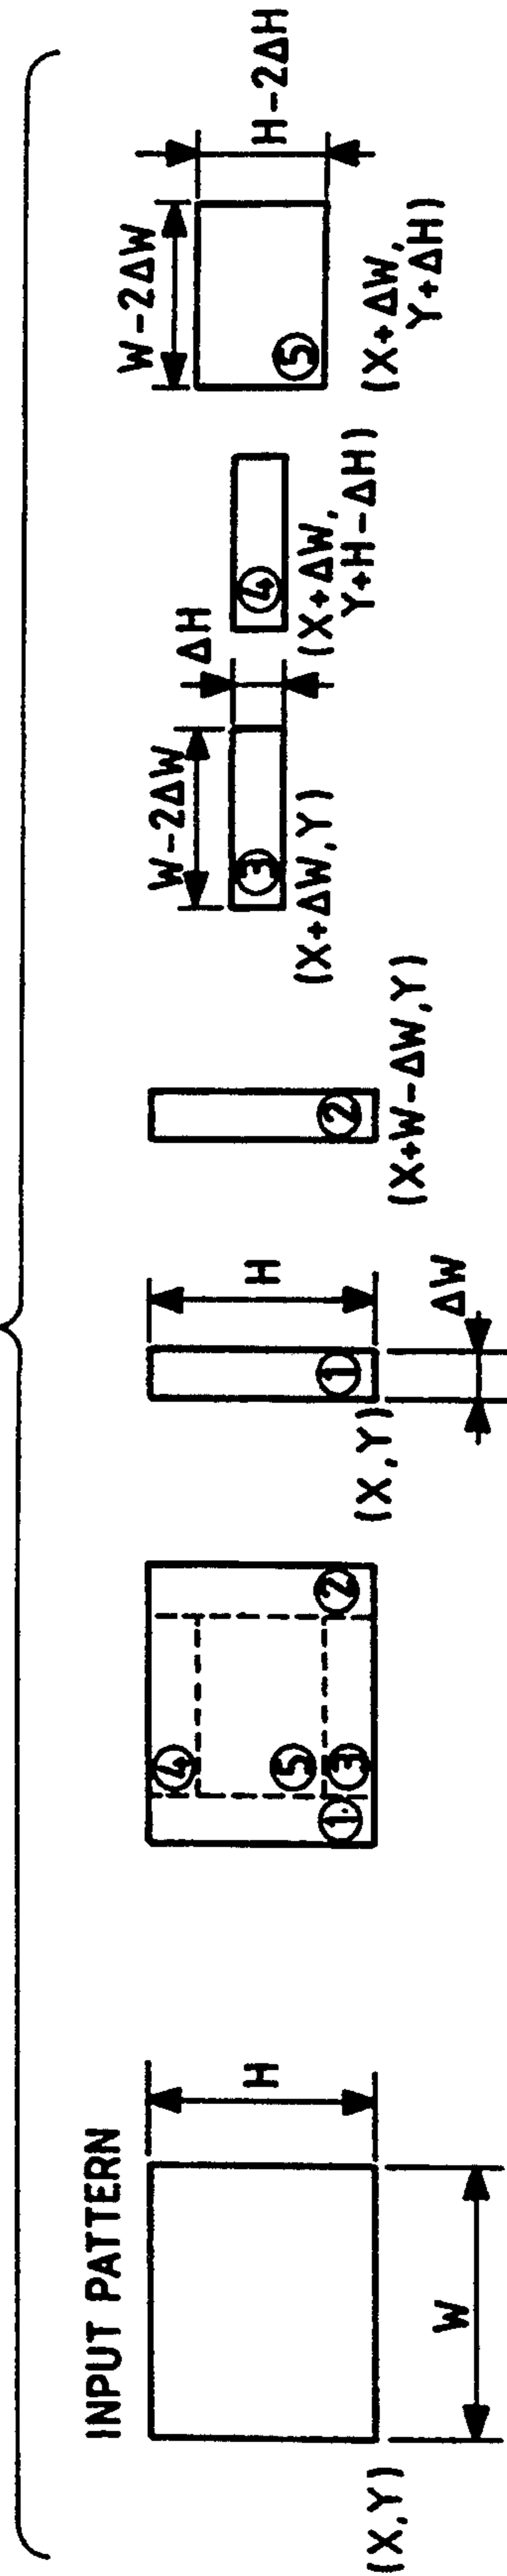 INPUT PATTERN
H
W
(X,Y)
④
⑤
①
③
②
H
①
(X,Y)
ΔW
②
(X+W-ΔW,Y)
W-2ΔW
ΔH
③
(X+ΔW,Y)
④
(X+ΔW,
Y+H-ΔH)
W-2ΔW
H-2ΔH
⑤
(X+ΔW,
Y+ΔH)